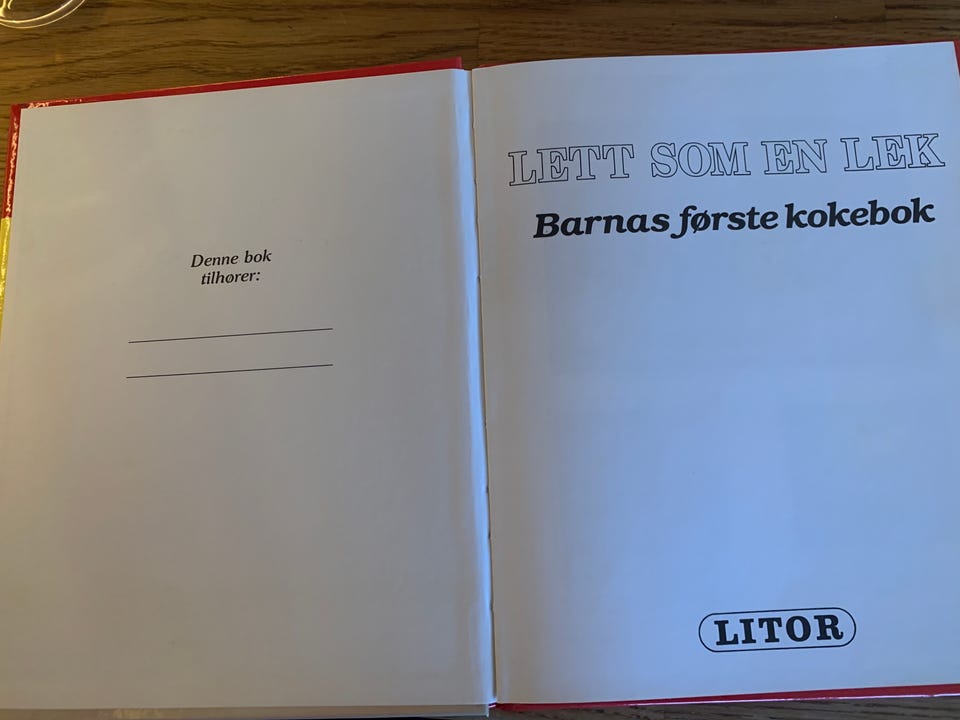 Denne bok
tilhører:
LETT SOM EN LEK
Barnas første kokebok
LITOR